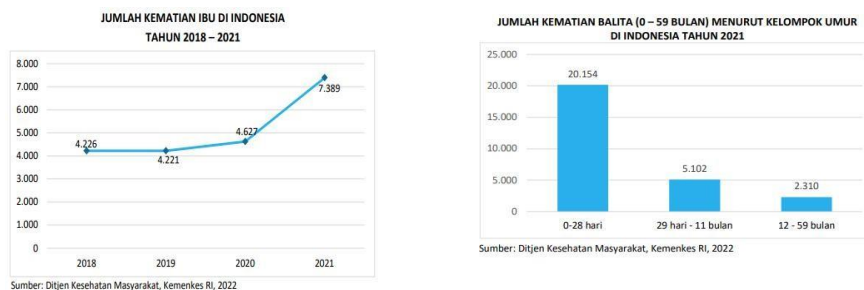 JUMLAH KEMATIAN IBU DI INDONESIA
TAHUN 2018 – 2021
8.000
7.000
6.000
5.000
4.000
3.000
2.000
1.000
0
4.226
4.221
4.627
7.389
2018 2019 2020 2021
Sumber: Ditjen Kesehatan Masyarakat, Kemenkes RI, 2022
JUMLAH KEMATIAN BALITA (0 – 59 BULAN) MENURUT KELOMPOK UMUR
DI INDONESIA TAHUN 2021
25.000
20.000
15.000
10.000
5.000
0
20.154
5.102
2.310
0-28 hari 29 hari - 11 bulan 12 - 59 bulan
Sumber: Ditjen Kesehatan Masyarakat, Kemenkes RI, 2022